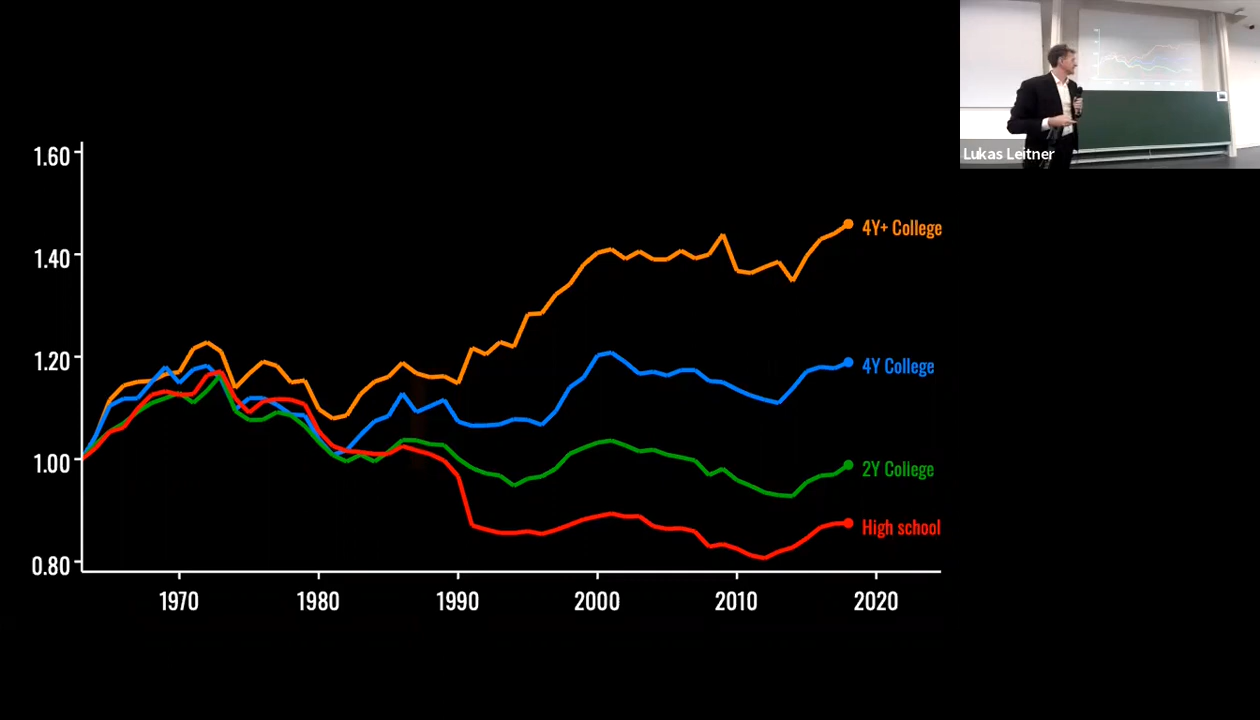 Lukas Leitner
1.60
1.40
1.20
1.00
0.80
4Y+ College
4Y College
2Y College
High school
1970 1980 1990 2000 2010 2020